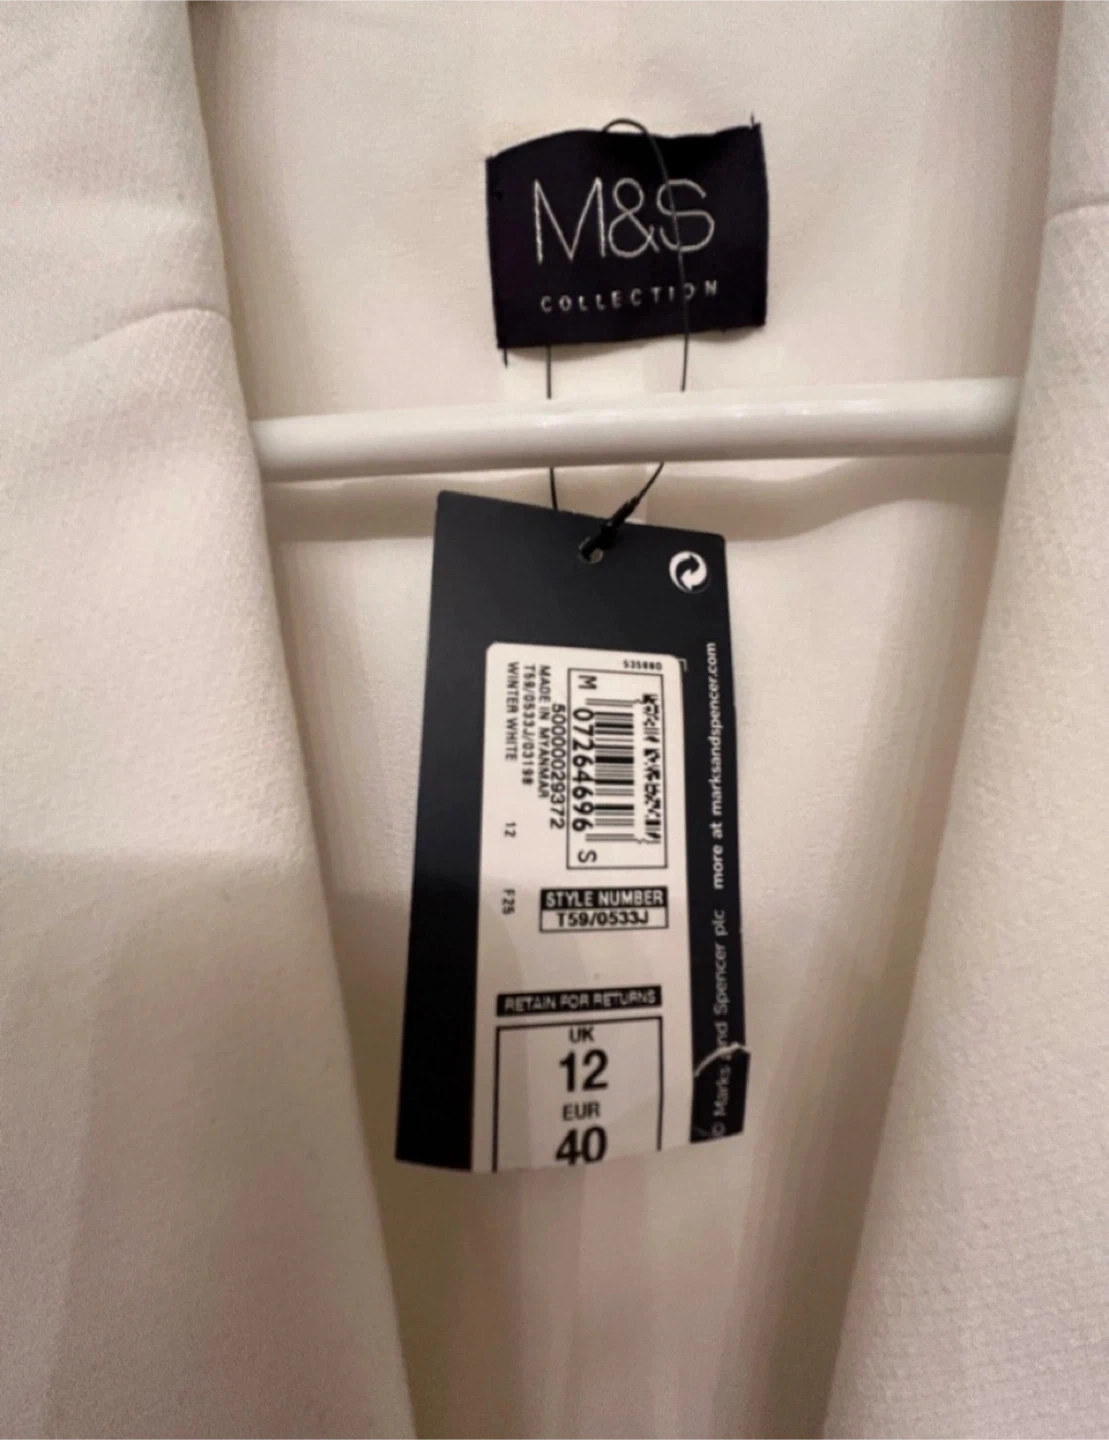 M&S
COLLECTION
535880
M 07264696 S
50000029372
MADE IN MYANMAR
T59/0533J/03198
WINTER WHITE 12 F25
STYLE NUMBER
T59/0533J
RETAIN FOR RETURNS
UK
12
EUR
40
© Marks and Spencer plc more at marksandspencer.com